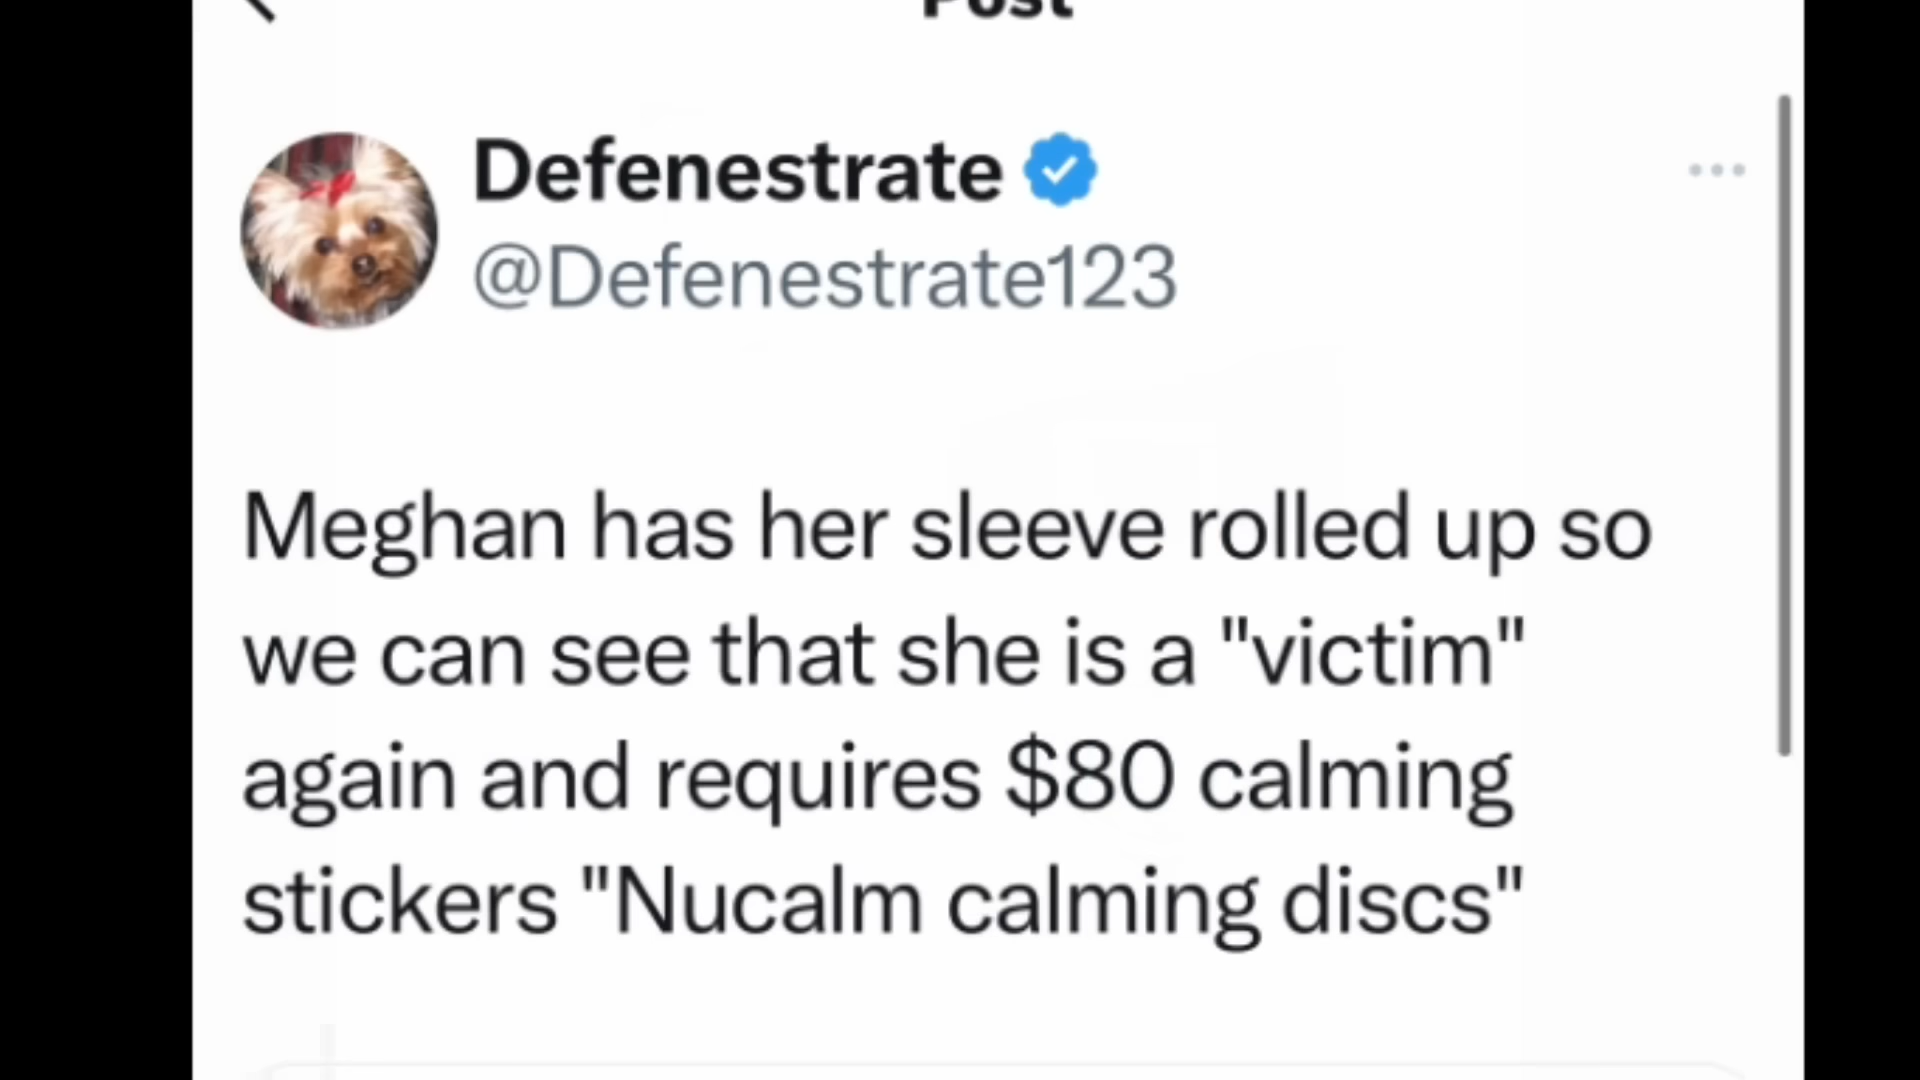 Post
Defenestrate
@Defenestrate123
Meghan has her sleeve rolled up so
we can see that she is a "victim"
again and requires $80 calming
stickers "Nucalm calming discs"